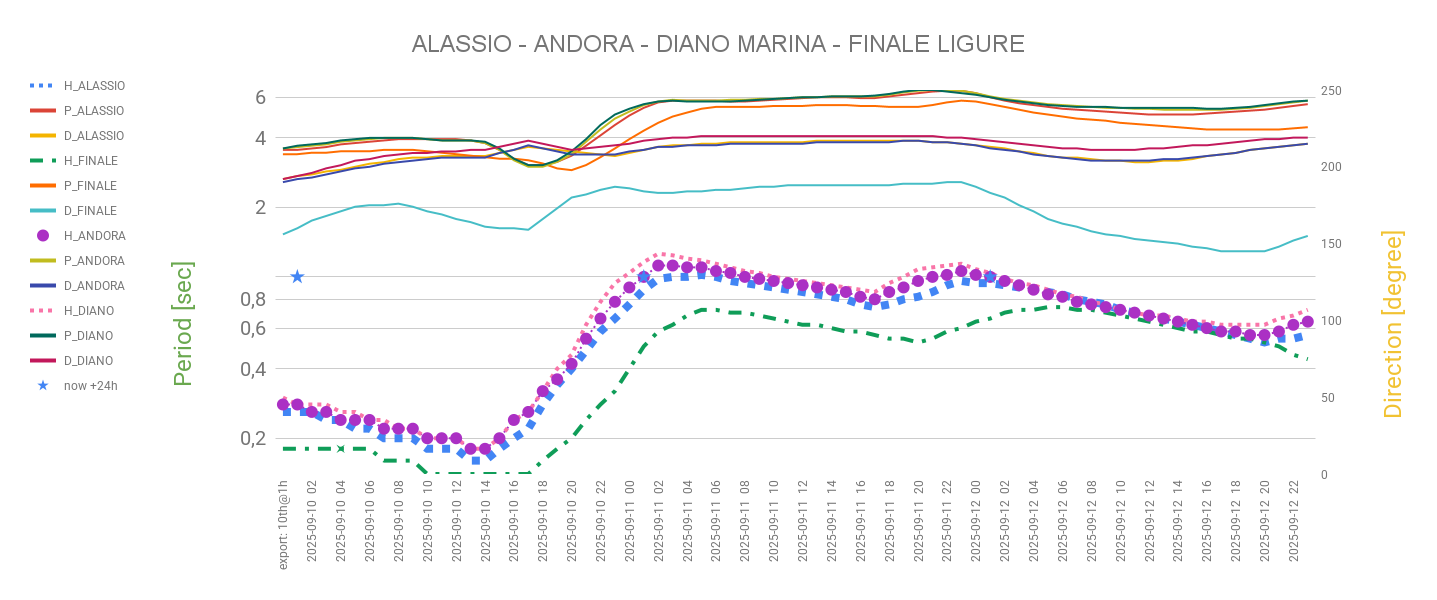 ALASSIO - ANDORA - DIANO MARINA - FINALE LIGURE
H_ALASSIO
P_ALASSIO
D_ALASSIO
H_FINALE
P_FINALE
D_FINALE
H_ANDORA
P_ANDORA
D_ANDORA
H_DIANO
P_DIANO
D_DIANO
now +24h
Period [sec]
6
4
2
0,8
0,6
0,4
0,2
250
200
150
100
50
0
Direction [degree]
export: 10th@1h
2025-09-10 02
2025-09-10 04
2025-09-10 06
2025-09-10 08
2025-09-10 10
2025-09-10 12
2025-09-10 14
2025-09-10 16
2025-09-10 18
2025-09-10 20
2025-09-10 22
2025-09-11 00
2025-09-11 02
2025-09-11 04
2025-09-11 06
2025-09-11 08
2025-09-11 10
2025-09-11 12
2025-09-11 14
2025-09-11 16
2025-09-11 18
2025-09-11 20
2025-09-11 22
2025-09-12 00
2025-09-12 02
2025-09-12 04
2025-09-12 06
2025-09-12 08
2025-09-12 10
2025-09-12 12
2025-09-12 14
2025-09-12 16
2025-09-12 18
2025-09-12 20
2025-09-12 22